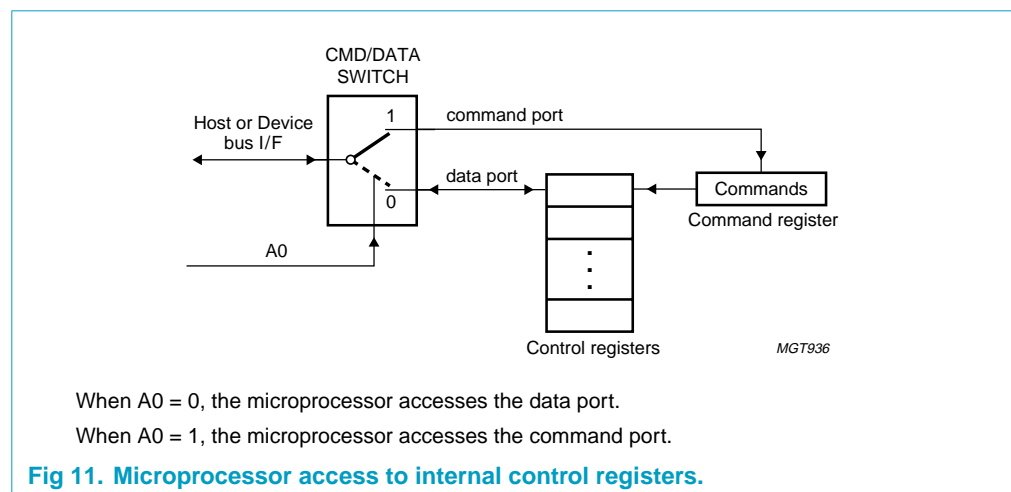 CMD/DATA
SWITCH
Host or Device
bus I/F
1
command port
data port
0
Commands
Command register
A0
Control registers
MGT936
When A0 = 0, the microprocessor accesses the data port.
When A0 = 1, the microprocessor accesses the command port.
Fig 11. Microprocessor access to internal control registers.